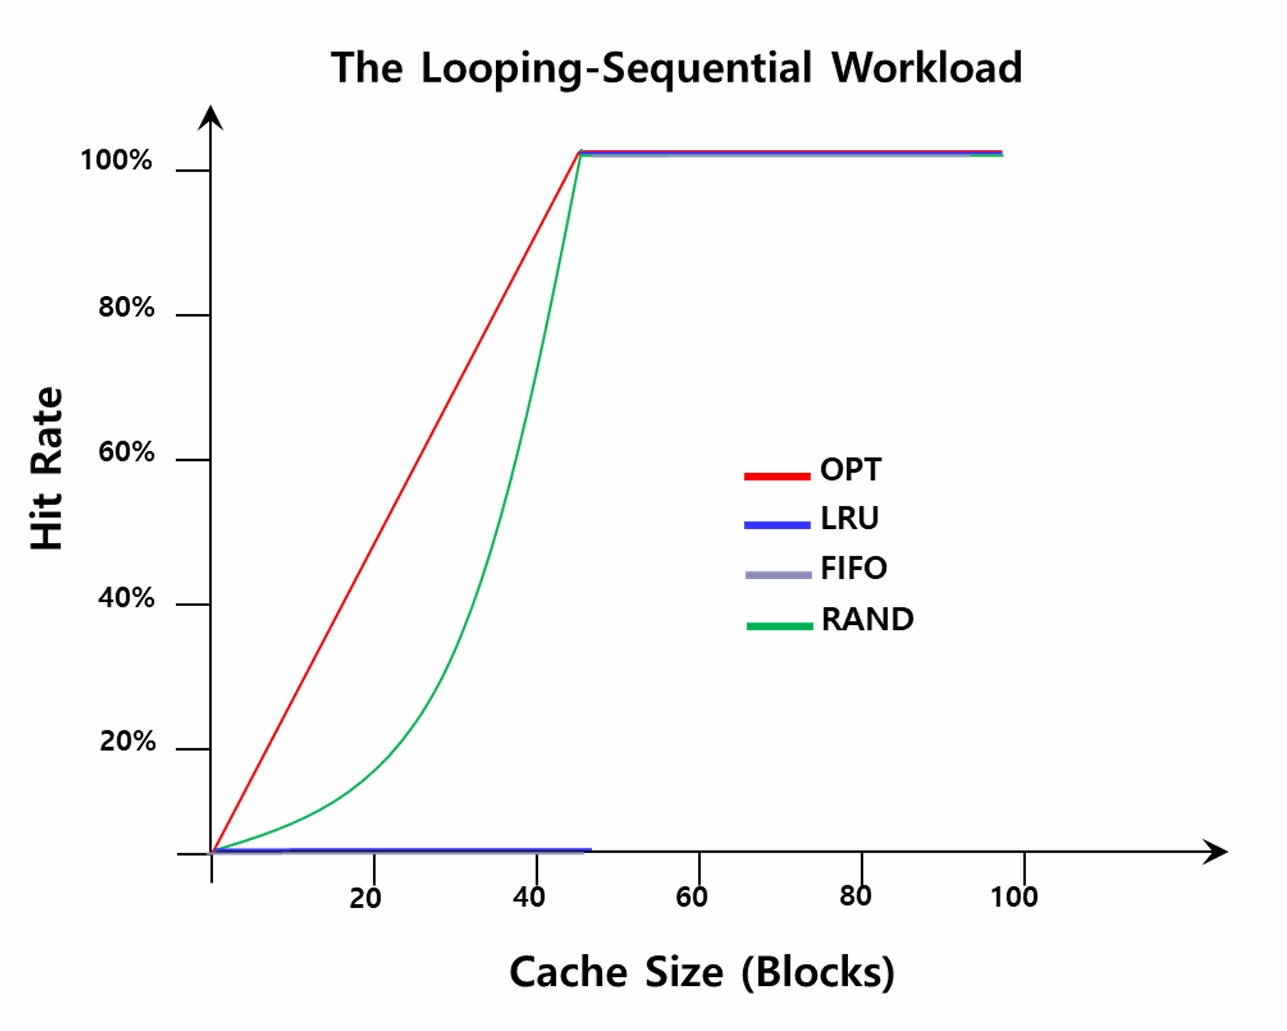 The Looping-Sequential Workload
100%
80%
60%
40%
20%
Hit Rate
OPT
LRU
FIFO
RAND
20 40 60 80 100
Cache Size (Blocks)